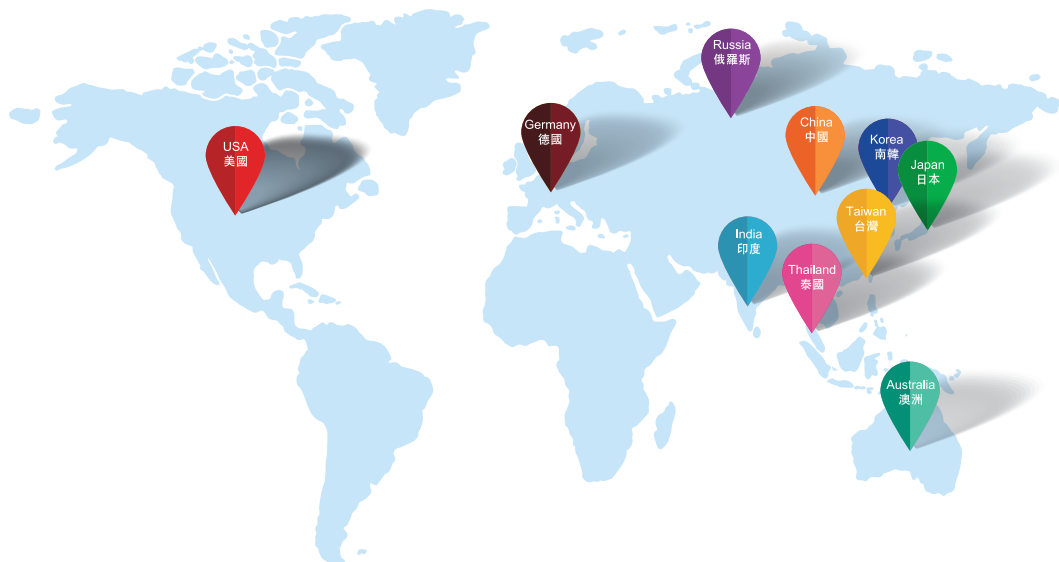 Russia
俄羅斯
Germany
德國
China
中國
USA
美國
Korea
南韓
Japan
日本
Taiwan
台灣
India
印度
Thailand
泰國
Australia
澳洲